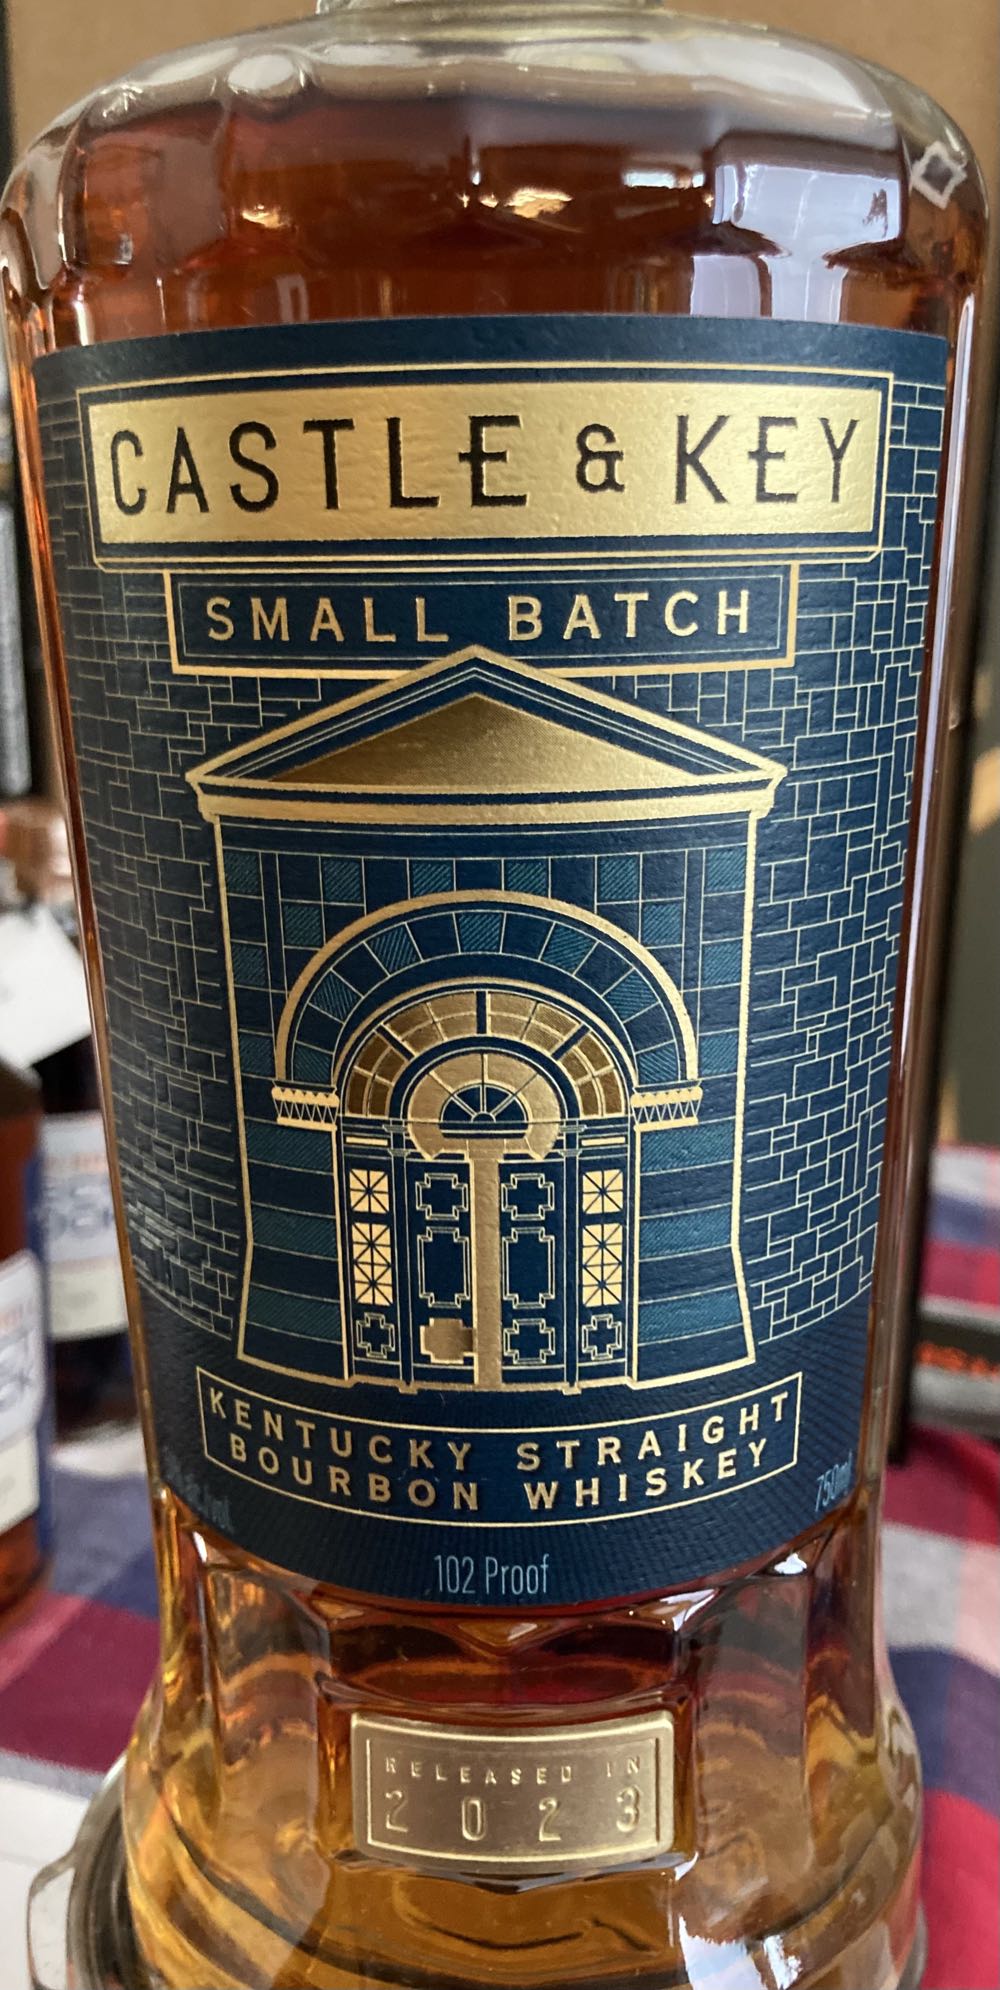 CASTLE & KEY
SMALL BATCH
KENTUCKY STRAIGHT
BOURBON WHISKEY
750ml
102 Proof
RELEASED IN
2023